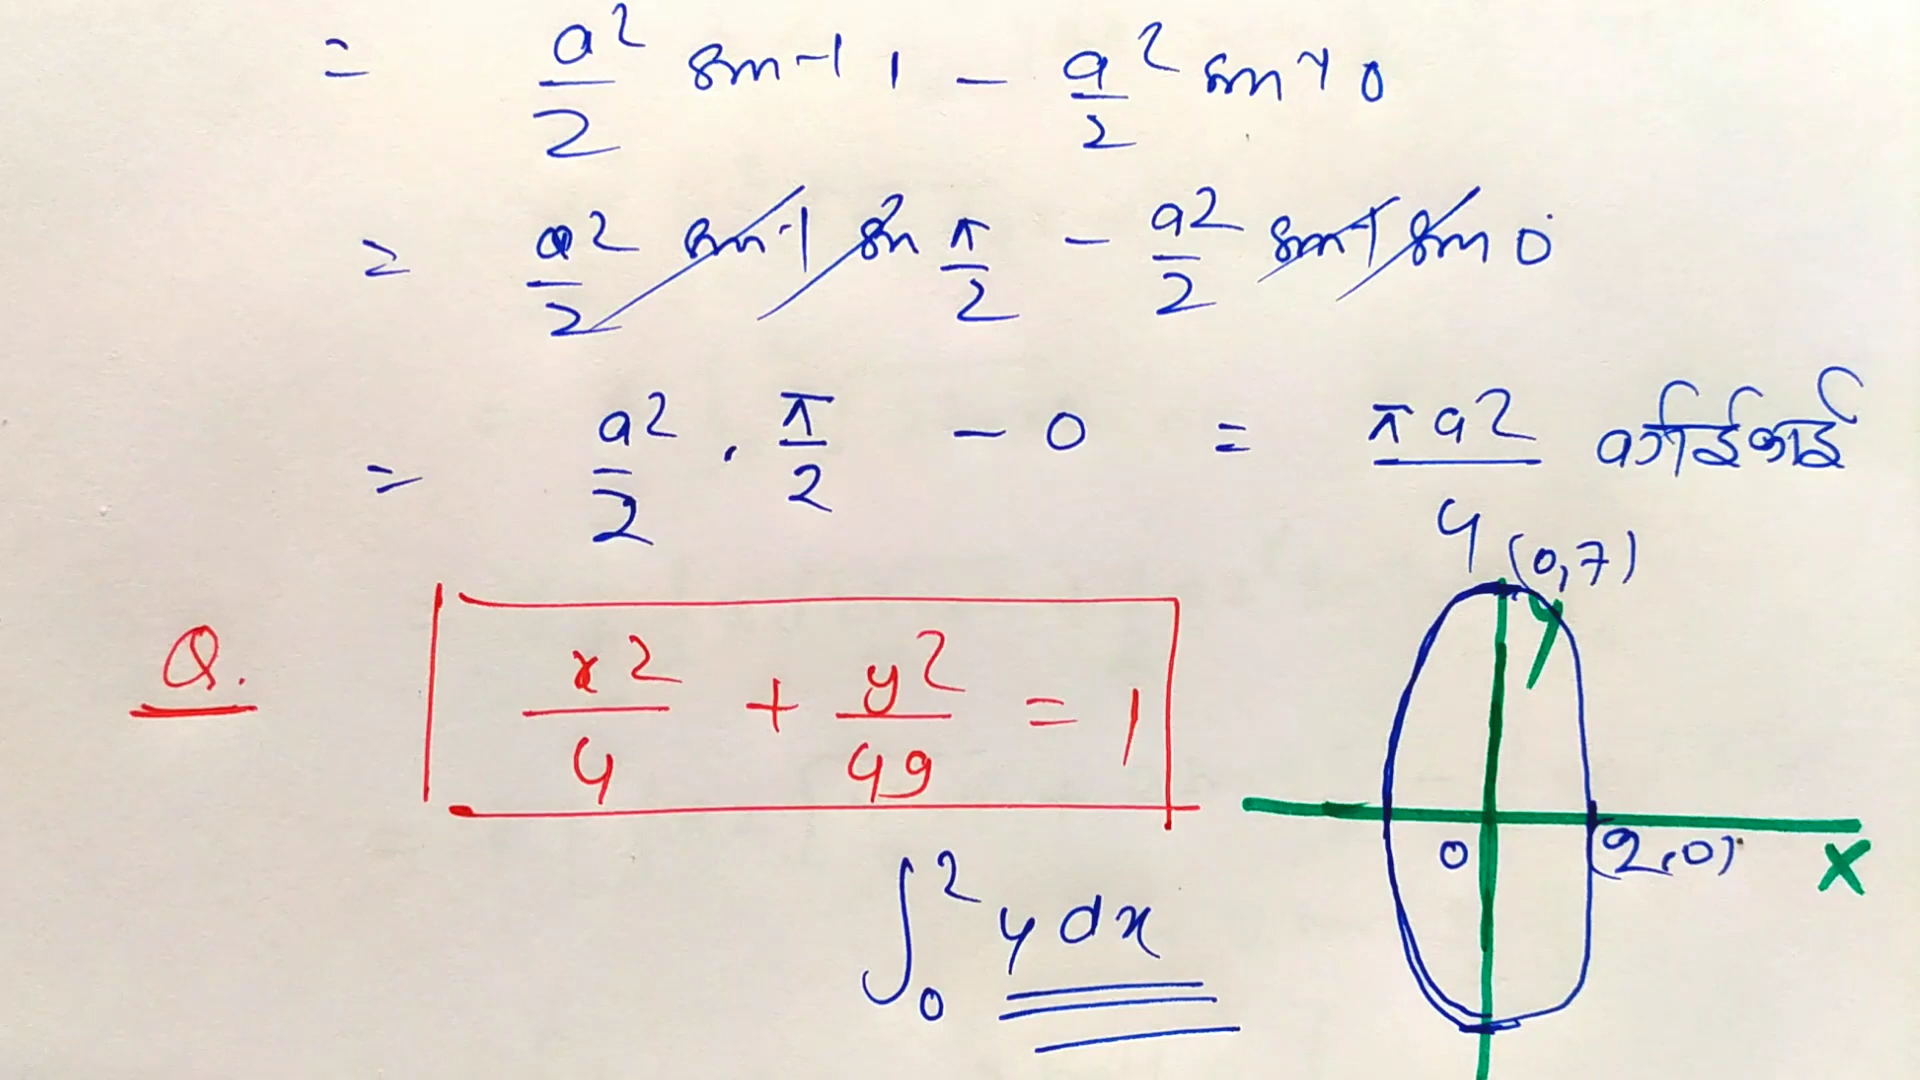 = a²/2 sin⁻¹ 1 - a²/2 sin⁻¹ 0
= a²/2 sin⁻¹ sin π/2 - a²/2 sin⁻¹ sin 0
= a²/2 . π/2 - 0 = πa²/4 वर्ग ईकाई
(0,7)
y
Q. x²/4 + y²/49 = 1
0 (2,0) X
∫₀² y dx